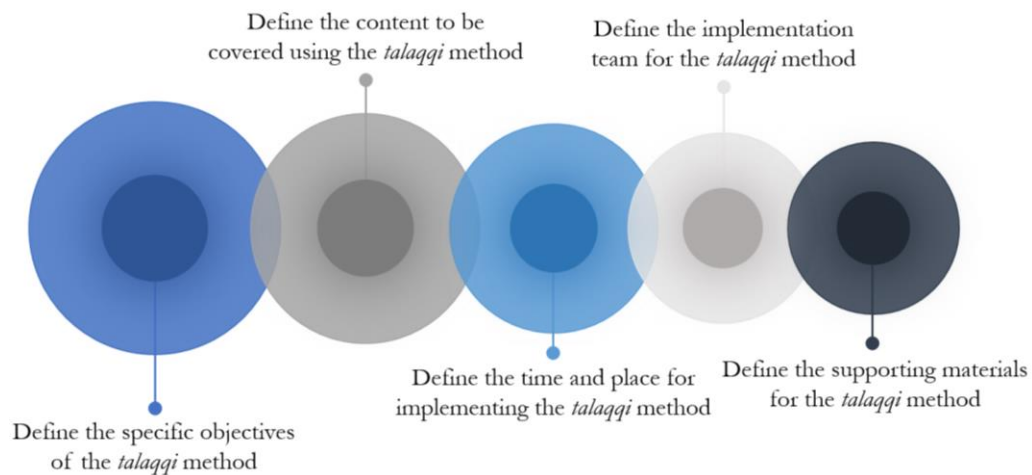 Define the content to be
covered using the talaqqi method
Define the implementation
team for the talaqqi method
Define the time and place for
implementing the talaqqi method
Define the supporting materials
for the talaqqi method
Define the specific objectives
of the talaqqi method